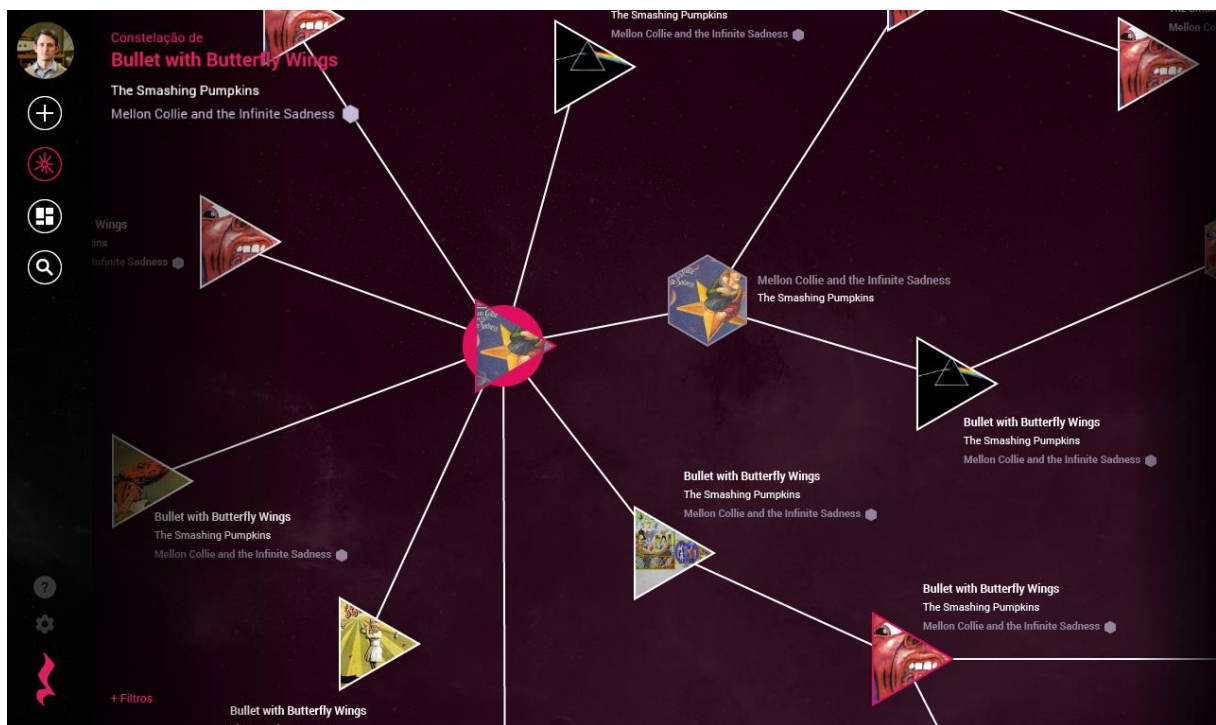 Constelação de
Bullet with Butterfly Wings
The Smashing Pumpkins
Mellon Collie and the Infinite Sadness
The Smashing Pumpkins
Mellon Collie and the Infinite Sadness
Mellon Co
Wings
ins
Infinite Sadness
Mellon Collie and the Infinite Sadness
The Smashing Pumpkins
Bullet with Butterfly Wings
The Smashing Pumpkins
Mellon Collie and the Infinite Sadness
Bullet with Butterfly Wings
The Smashing Pumpkins
Mellon Collie and the Infinite Sadness
Bullet with Butterfly Wings
The Smashing Pumpkins
Mellon Collie and the Infinite Sadness
Bullet with Butterfly Wings
The Smashing Pumpkins
Mellon Collie and the Infinite Sadness
?
+ Filtros
Bullet with Butterfly Wings